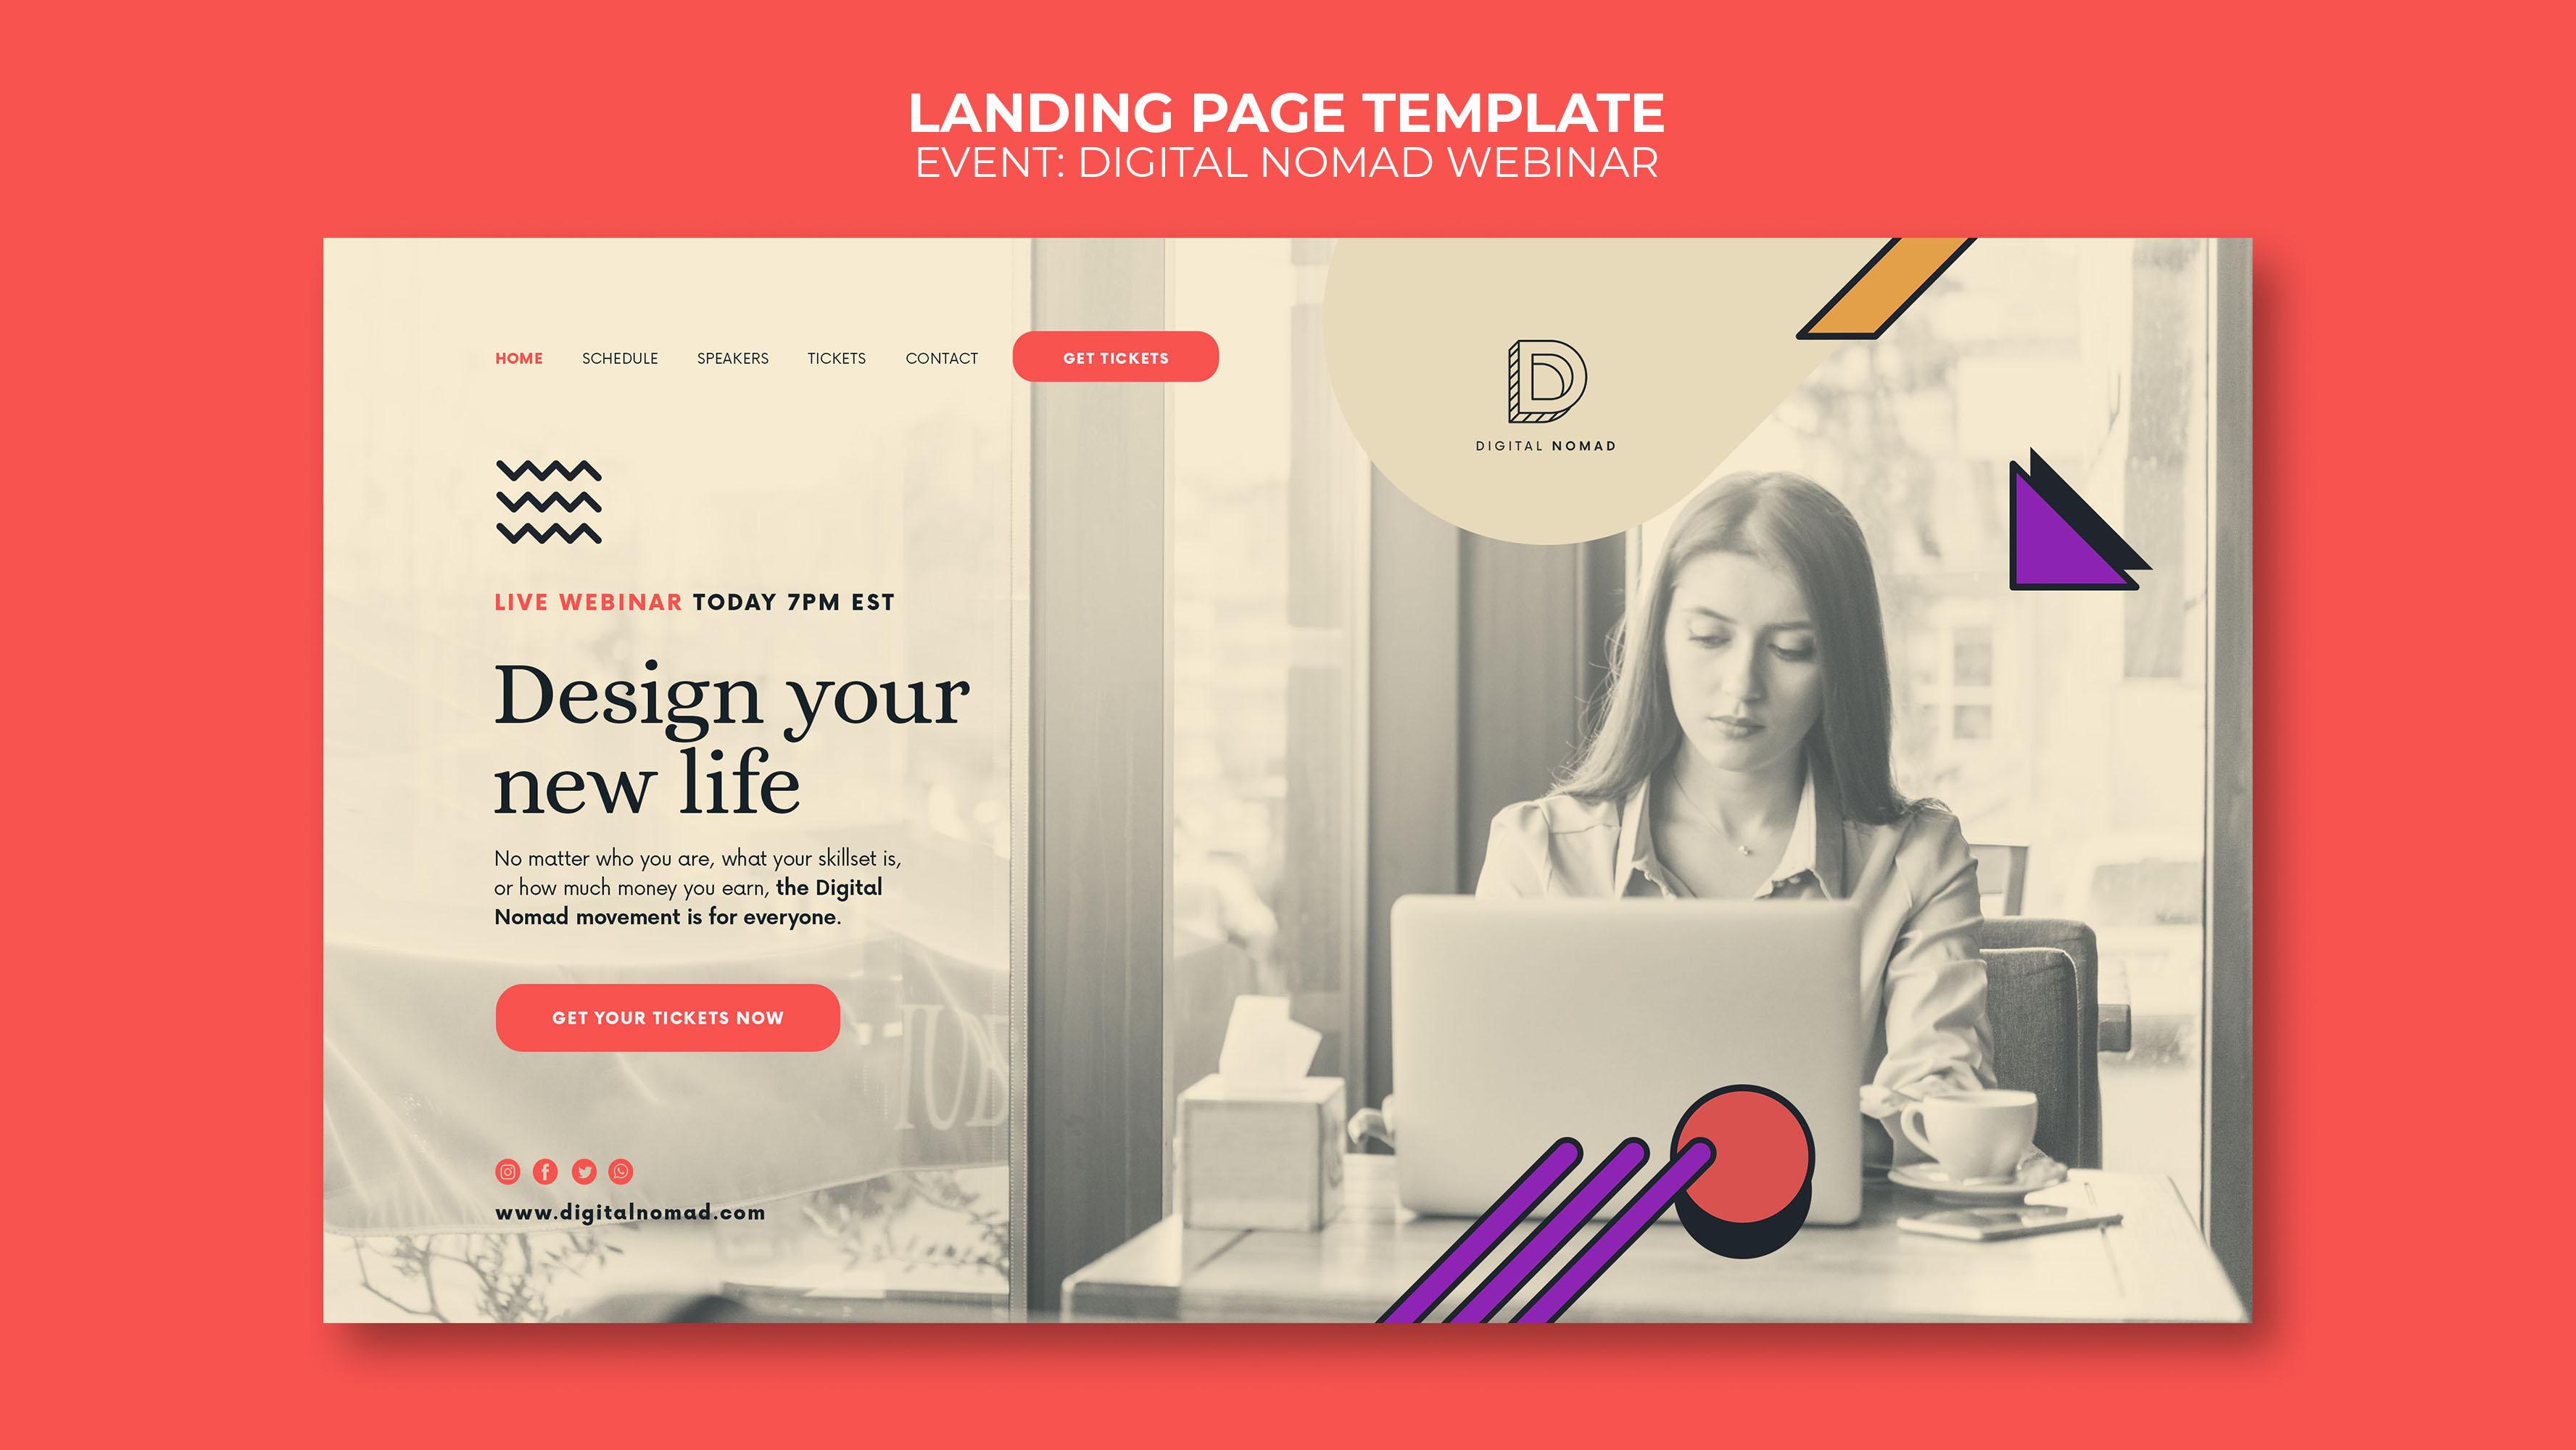 LANDING PAGE TEMPLATE
EVENT: DIGITAL NOMAD WEBINAR
HOME SCHEDULE SPEAKERS TICKETS CONTACT GET TICKETS
D
DIGITAL NOMAD
LIVE WEBINAR TODAY 7PM EST
Design your
new life
No matter who you are, what your skillset is,
or how much money you earn, the Digital
Nomad movement is for everyone.
GET YOUR TICKETS NOW
www.digitalnomad.com